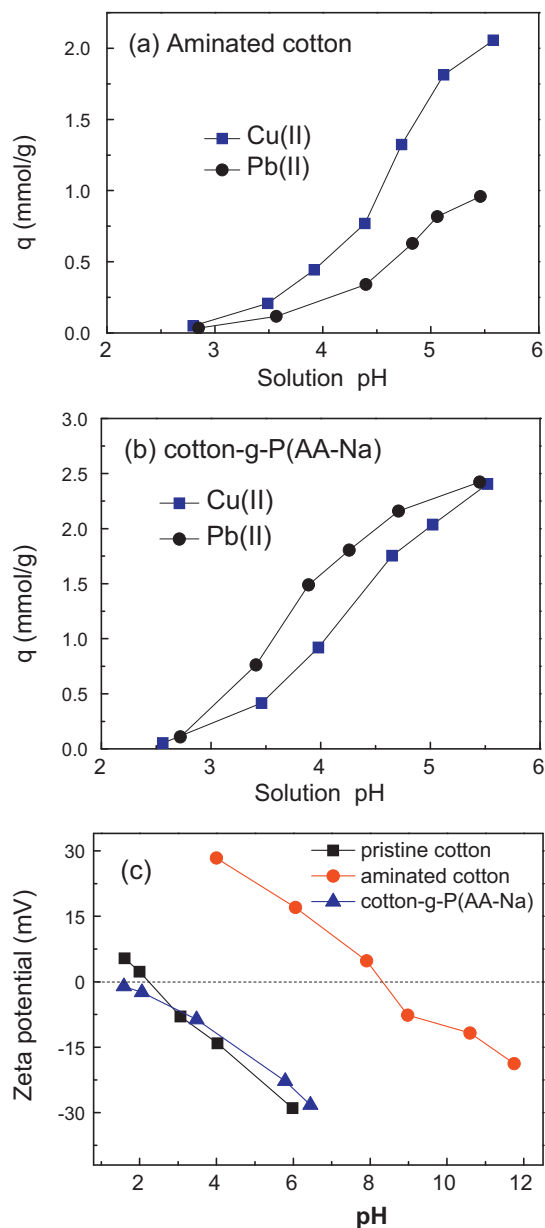 (a) Aminated cotton
Cu(II)
Pb(II)
q (mmol/g)
2.0
1.5
1.0
0.5
0.0
2 3 4 5 6
Solution pH
(b) cotton-g-P(AA-Na)
Cu(II)
Pb(II)
q (mmol/g)
3.0
2.5
2.0
1.5
1.0
0.5
0.0
2 3 4 5 6
Solution pH
(c)
pristine cotton
aminated cotton
cotton-g-P(AA-Na)
Zeta potential (mV)
30
15
0
-15
-30
2 4 6 8 10 12
pH